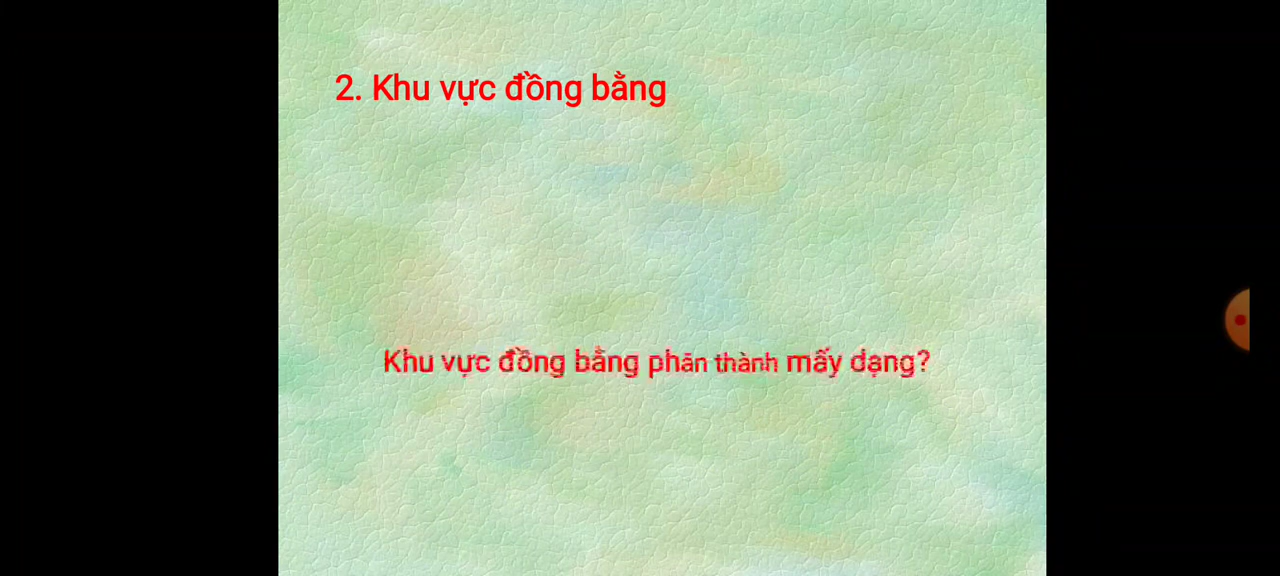 2. Khu vực đồng bằng
Khu vực đồng bằng phân thành mấy dạng?